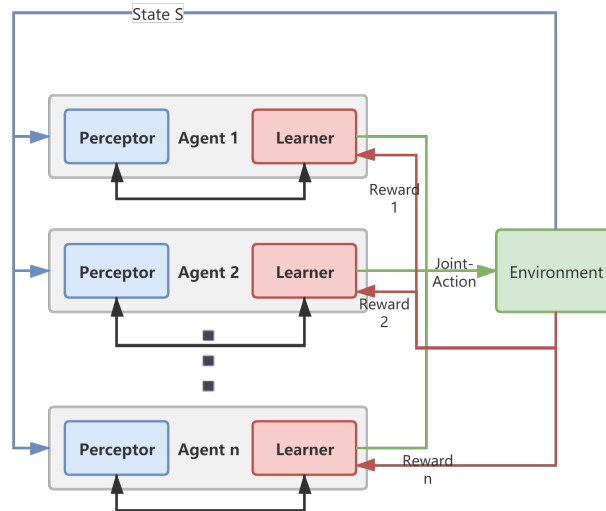 State S
Perceptor Agent 1 Learner
Reward
1
Perceptor Agent 2 Learner
Joint-
Action
Environment
Reward
2
Perceptor Agent n Learner
Reward
n